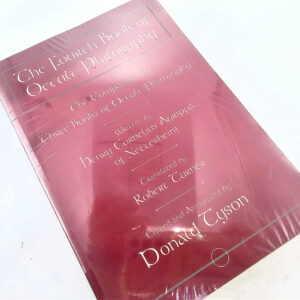 The Fourth Book of
Occult Philosophy
The Companion to
Three Books of Occult Philosophy
Written by
Henry Cornelius Agrippa
of Nettesheim
Translated by
Robert Turner
Edited and Annotated by
Donald Tyson